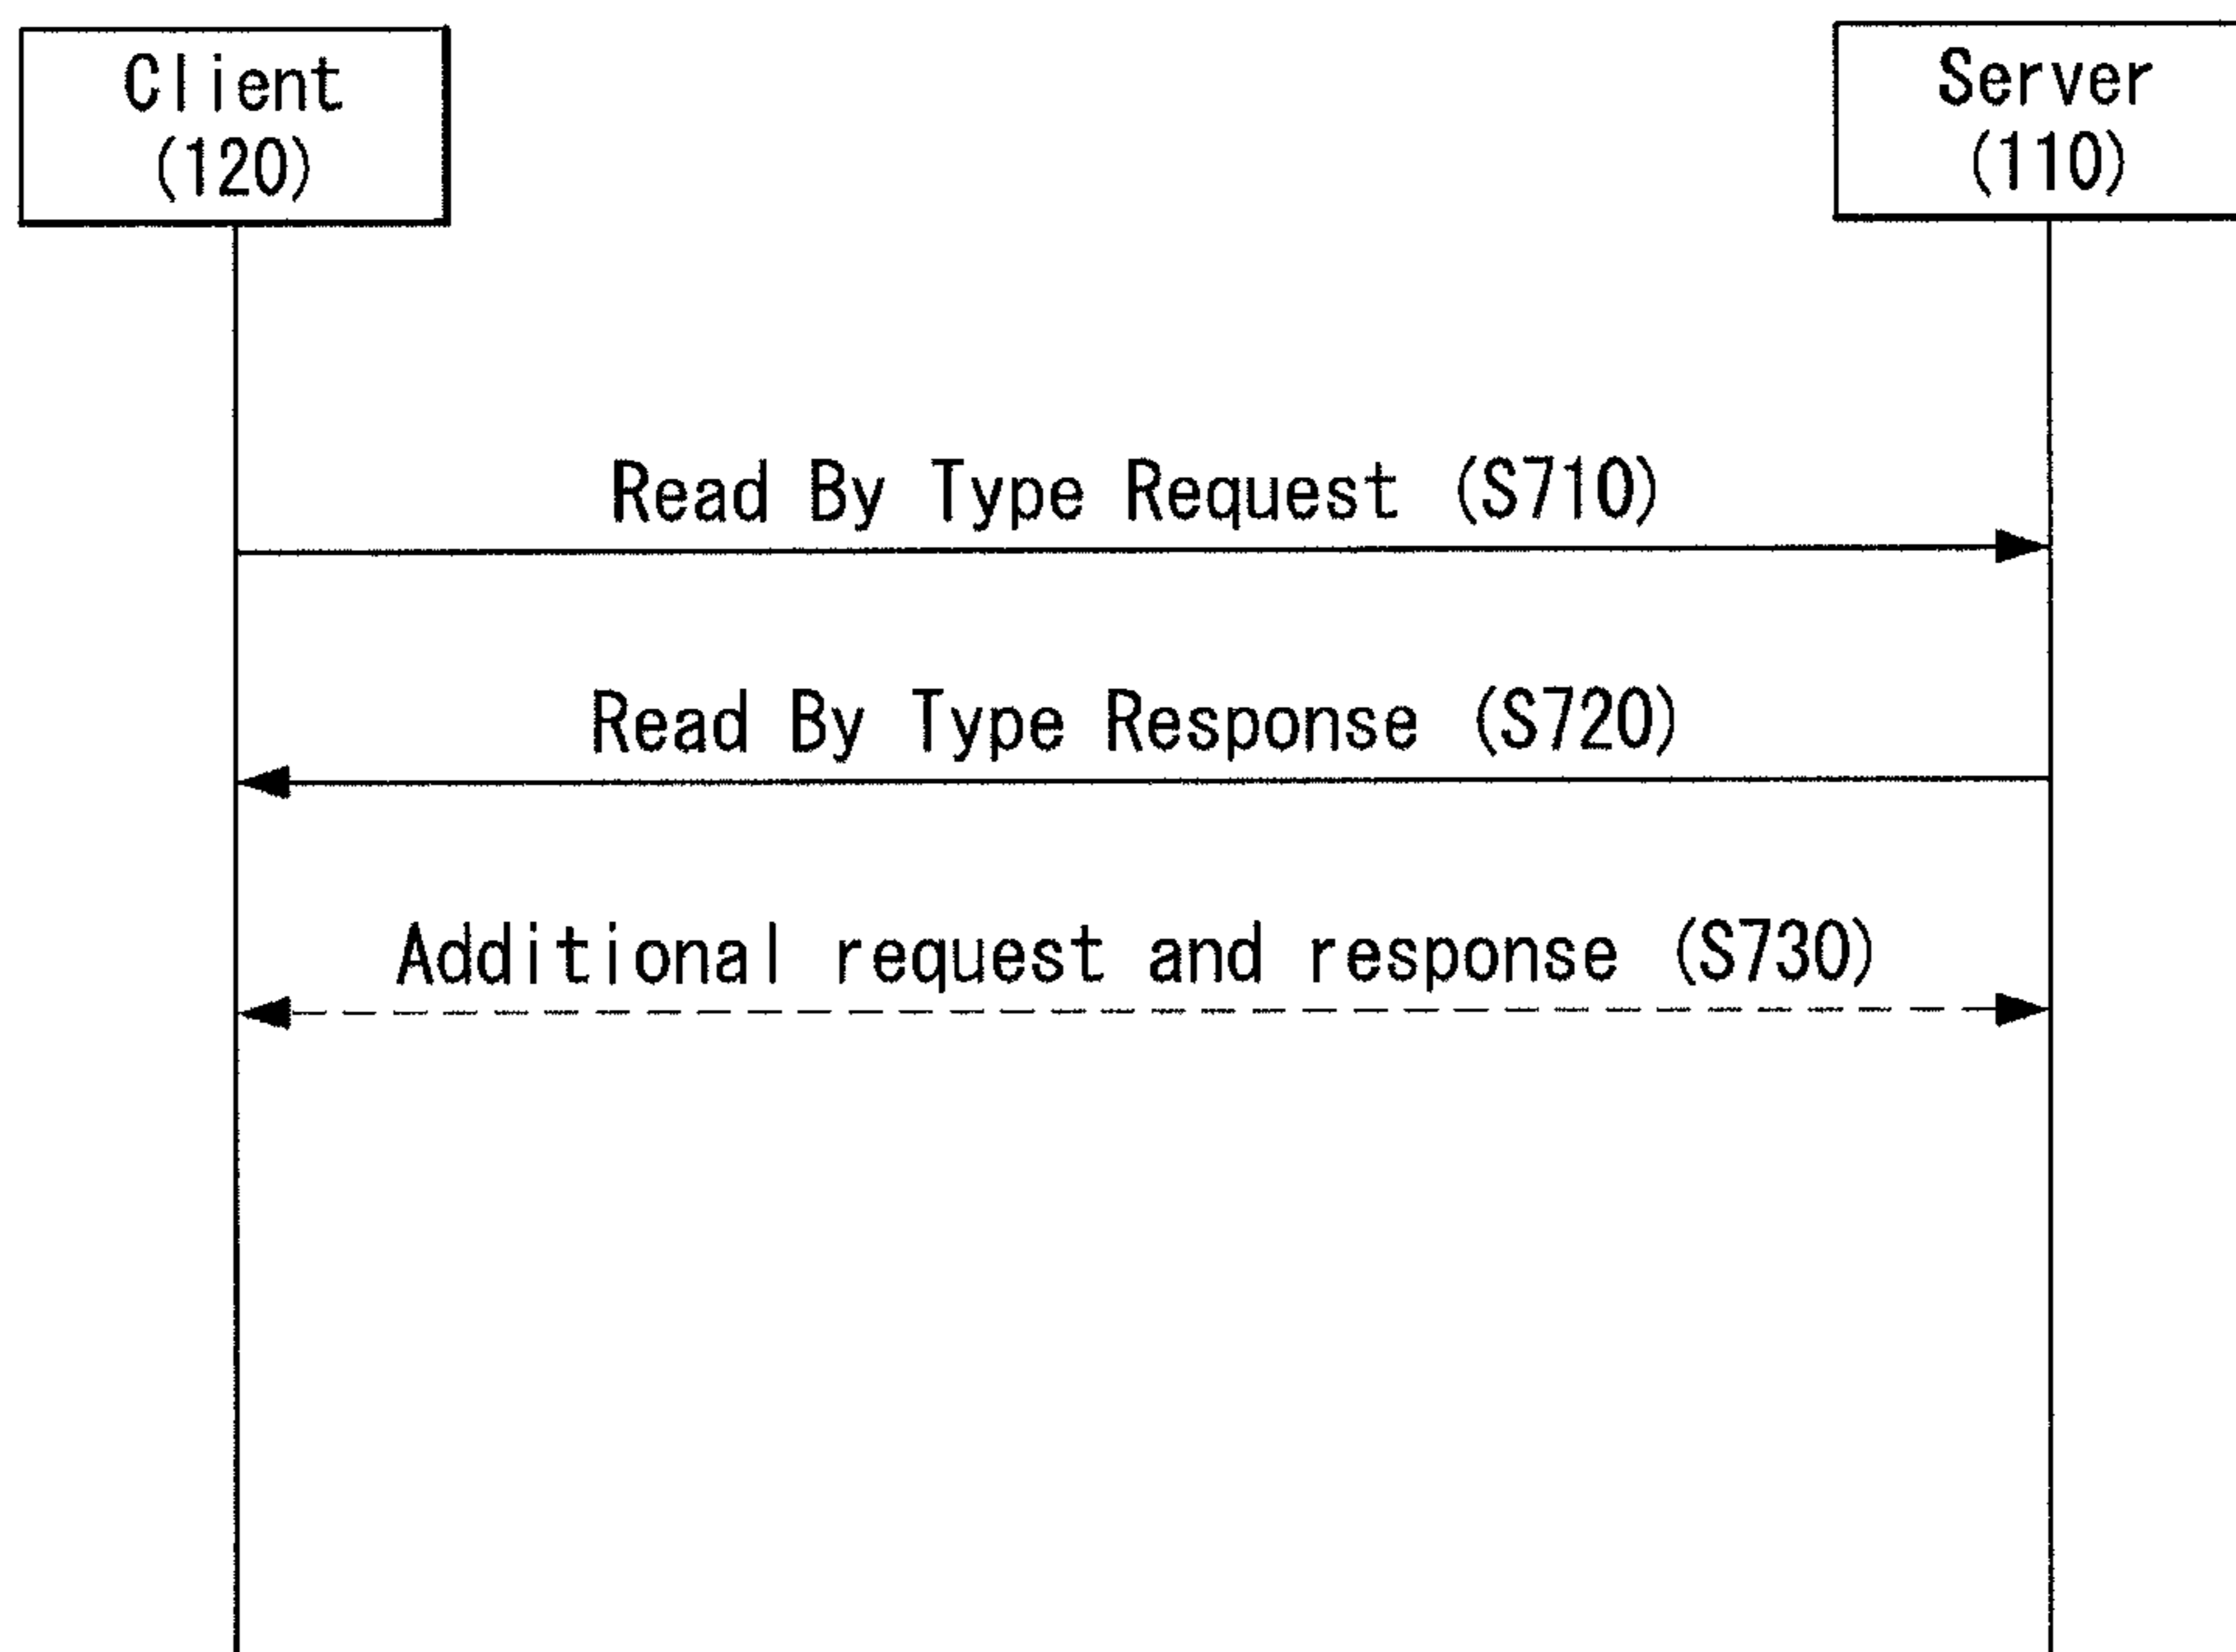 Client
(120)
Server
(110)
Read By Type Request (S710)
Read By Type Response (S720)
Additional request and response (S730)